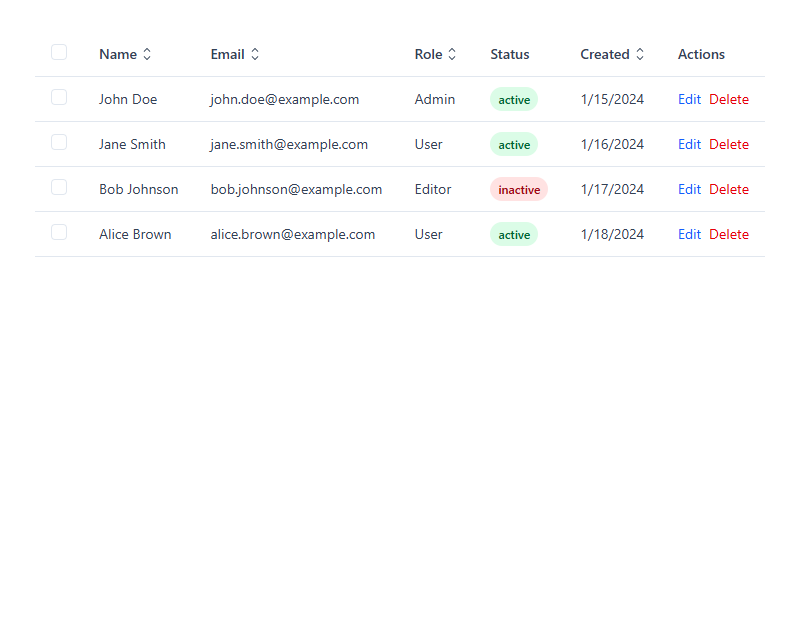 Name Email Role Status Created Actions
John Doe john.doe@example.com Admin active 1/15/2024 Edit Delete
Jane Smith jane.smith@example.com User active 1/16/2024 Edit Delete
Bob Johnson bob.johnson@example.com Editor inactive 1/17/2024 Edit Delete
Alice Brown alice.brown@example.com User active 1/18/2024 Edit Delete